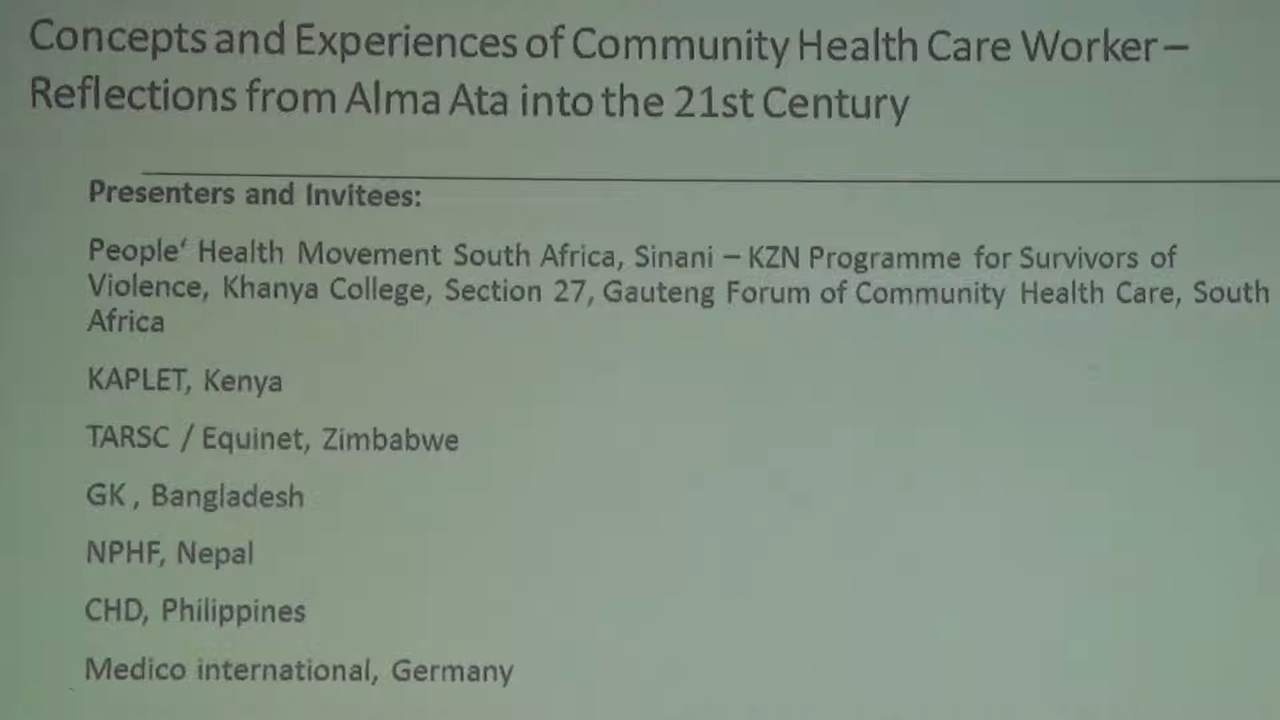 Concepts and Experiences of Community Health Care Worker –
Reflections from Alma Ata into the 21st Century
Presenters and Invitees:
People‘ Health Movement South Africa, Sinani – KZN Programme for Survivors of
Violence, Khanya College, Section 27, Gauteng Forum of Community Health Care, South
Africa
KAPLET, Kenya
TARSC / Equinet, Zimbabwe
GK , Bangladesh
NPHF, Nepal
CHD, Philippines
Medico international, Germany